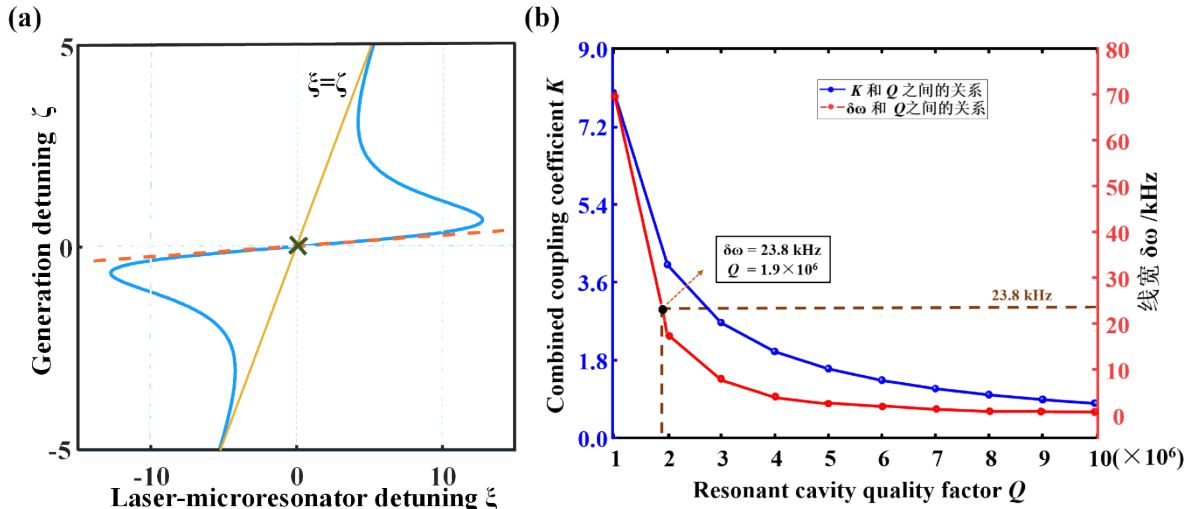 (a)
5
0
-5
-10
0
10
ξ=ζ
Generation detuning ζ
Laser-microresonator detuning ξ
(b)
9.0
7.2
5.4
3.6
1.8
0.0
Combined coupling coefficient K
K 和 Q 之间的关系
δω 和 Q之间的关系
δω = 23.8 kHz
Q = 1.9×10⁶
23.8 kHz
80
70
60
50
40
30
20
10
0
线宽 δω /kHz
1 2 3 4 5 6 7 8 9 10(×10⁶)
Resonant cavity quality factor Q